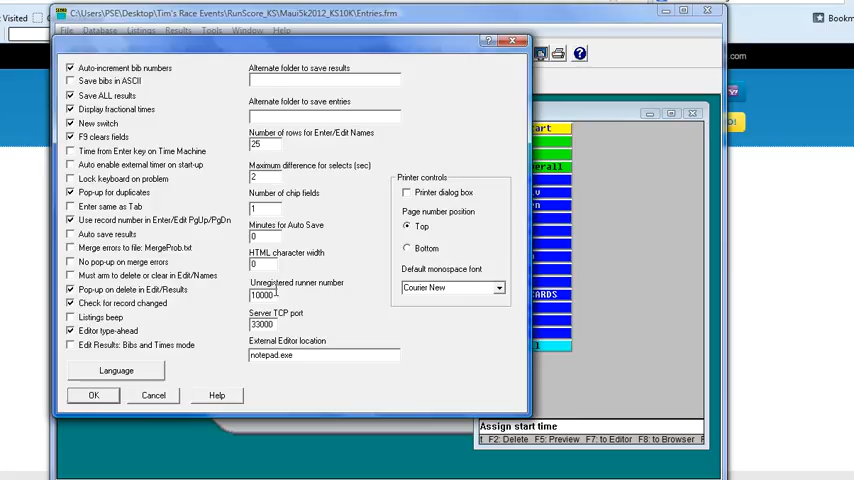 Visited
C:\Users\PSE\Desktop\Tim's Race Events\RunScore_KS\Maui5k2012_KS10K\Entries.frm
Bookm
File Database Listings Results Tools Window Help
.com
O!
Auto-increment bib numbers
Save bibs in ASCII
Save ALL results
Display fractional times
New switch
F9 clears fields
Time from Enter key on Time Machine
Auto enable external timer on start-up
Lock keyboard on problem
Pop-up for duplicates
Enter same as Tab
Use record number in Enter/Edit PgUp/PgDn
Auto save results
Merge errors to file: MergeProb.txt
No pop-up on merge errors
Must arm to delete or clear in Edit/Names
Pop-up on delete in Edit/Results
Check for record changed
Listings beep
Editor type-ahead
Edit Results: Bibs and Times mode
Language
OK Cancel Help
Alternate folder to save results
Alternate folder to save entries
Number of rows for Enter/Edit Names
25
Maximum difference for selects (sec)
2
Number of chip fields
1
Minutes for Auto Save
0
HTML character width
0
Unregistered runner number
10000
Server TCP port
33000
External Editor location
notepad.exe
Printer controls
Printer dialog box
Page number position
Top
Bottom
Default monospace font
Courier New
tart
erall
v
n
CARDS
l
Assign start time
t F2: Delete F5: Preview F7: to Editor F8: to Browser F